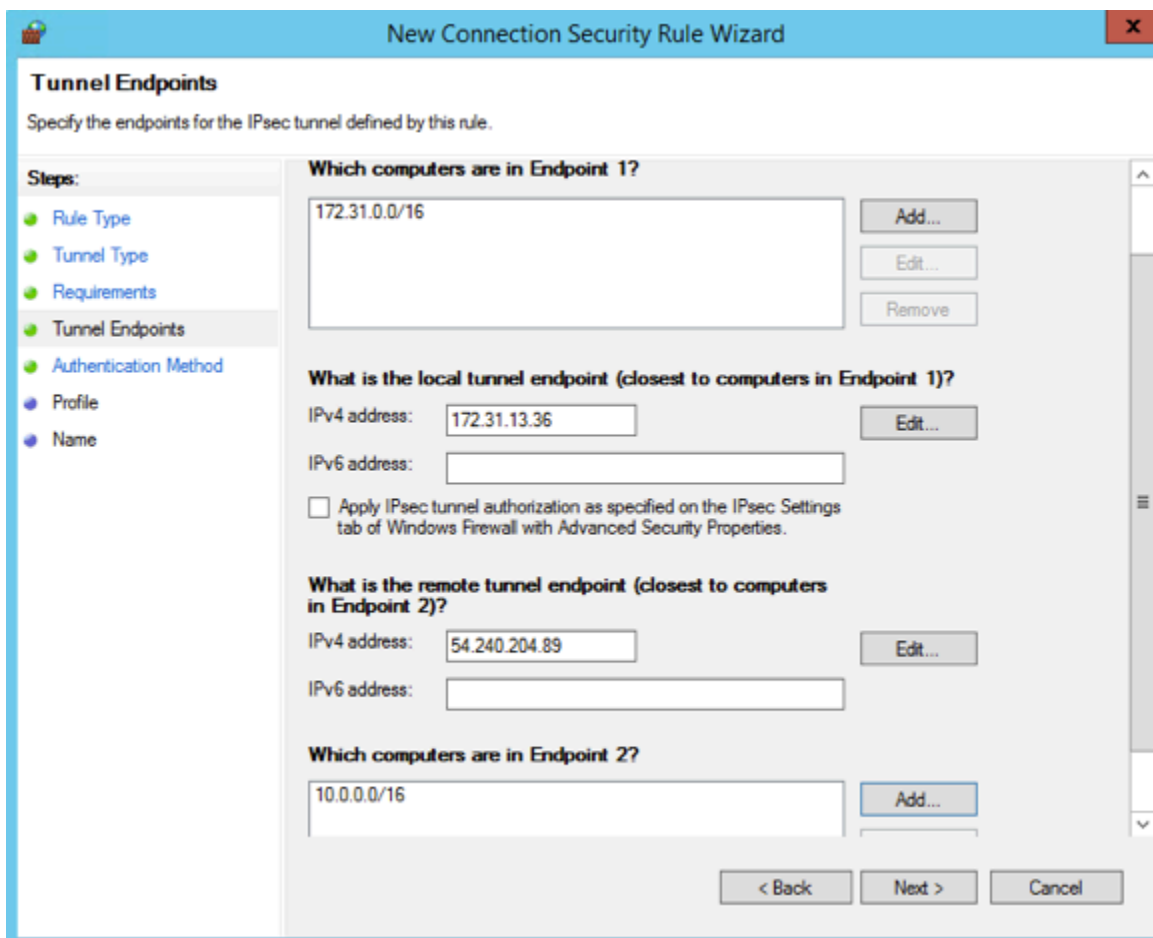 New Connection Security Rule Wizard
x
Tunnel Endpoints
Specify the endpoints for the IPsec tunnel defined by this rule.
Steps:
Rule Type
Tunnel Type
Requirements
Tunnel Endpoints
Authentication Method
Profile
Name
Which computers are in Endpoint 1?
172.31.0.0/16
Add...
Edit...
Remove
What is the local tunnel endpoint (closest to computers in Endpoint 1)?
IPv4 address:
172.31.13.36
Edit...
IPv6 address:
Apply IPsec tunnel authorization as specified on the IPsec Settings
tab of Windows Firewall with Advanced Security Properties.
What is the remote tunnel endpoint (closest to computers
in Endpoint 2)?
IPv4 address:
54.240.204.89
Edit...
IPv6 address:
Which computers are in Endpoint 2?
10.0.0.0/16
Add...
< Back
Next >
Cancel